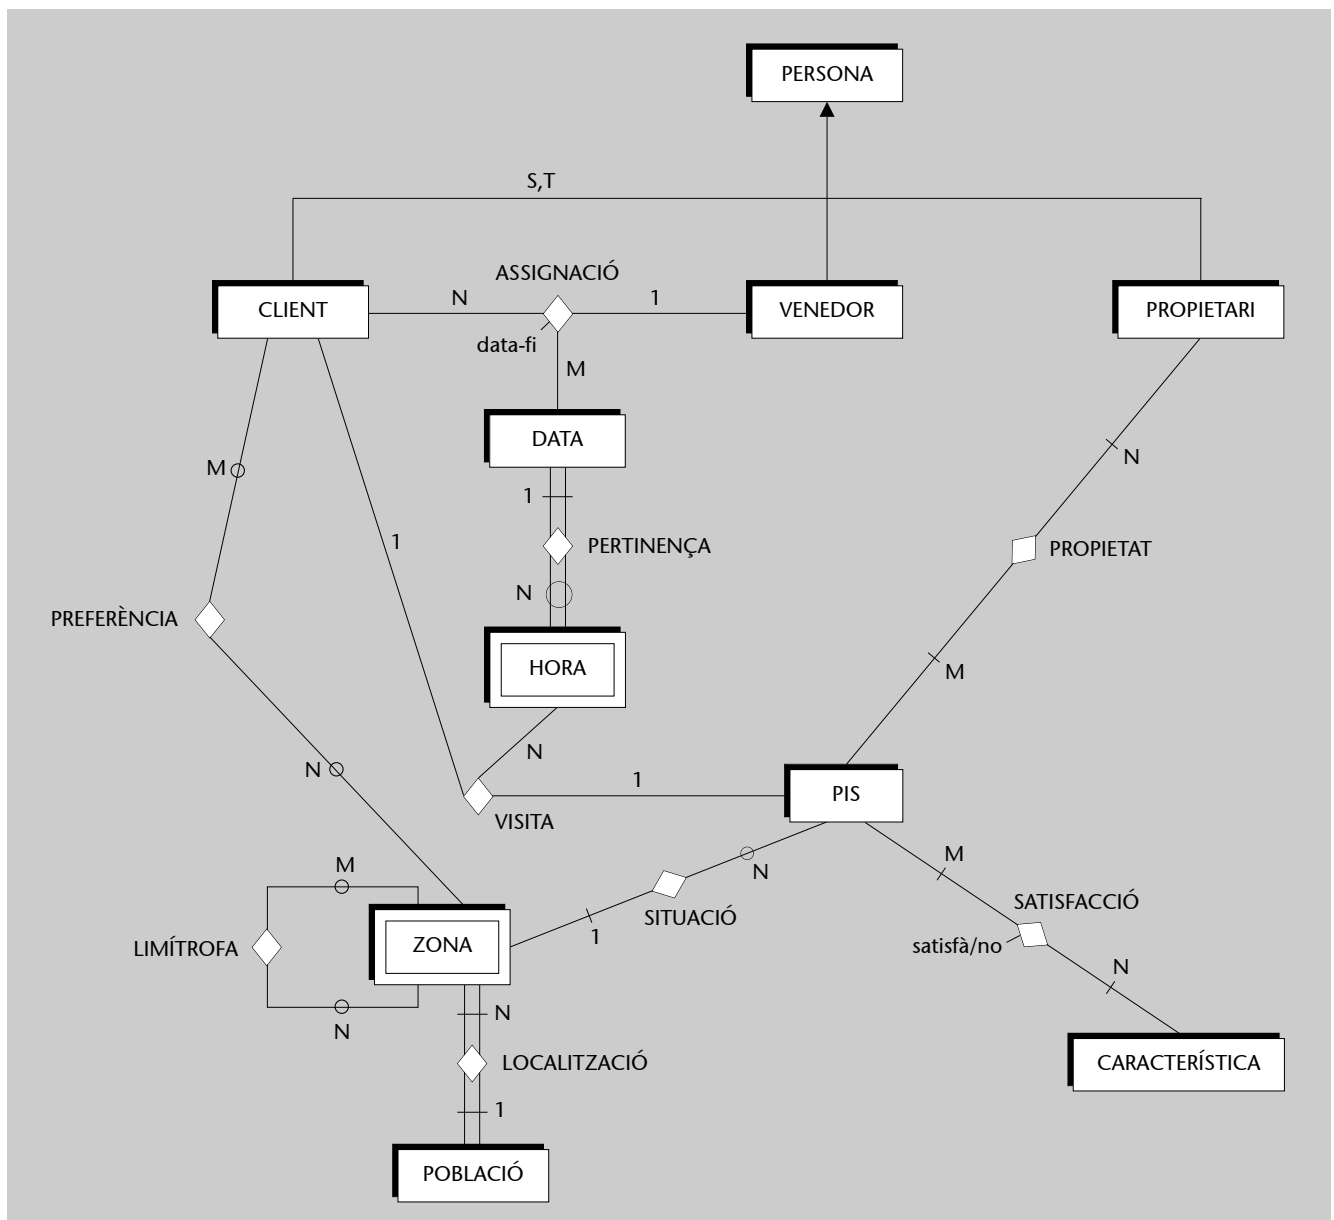 PERSONA
S,T
ASSIGNACIÓ
CLIENT
N
1
VENEDOR
PROPIETARI
data-fi
M
DATA
M
N
1
1
PERTINENÇA
PROPIETAT
N
PREFERÈNCIA
HORA
M
N
N
1
PIS
VISITA
M
M
N
SITUACIÓ
SATISFACCIÓ
1
LIMÍTROFA
ZONA
satisfà/no
N
N
N
LOCALITZACIÓ
CARACTERÍSTICA
1
POBLACIÓ